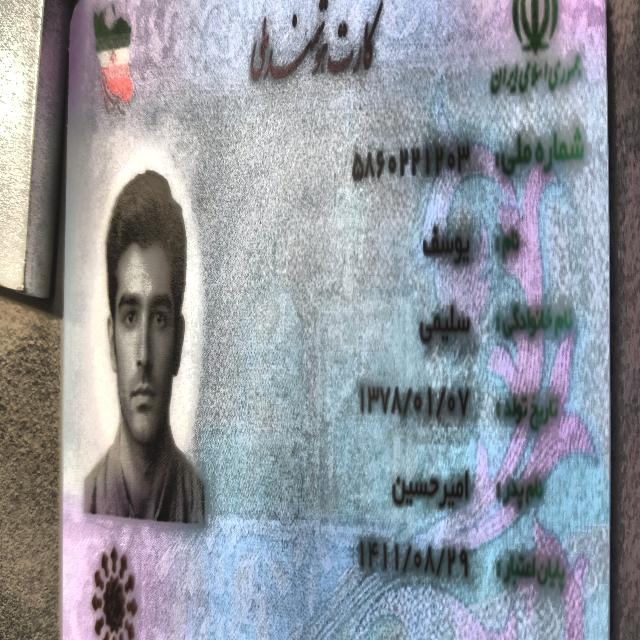 کارت هوشمند ملی
جمهوری اسلامی ایران
شماره ملی: ۵۸۶۰۲۲۱۲۰۳
نام: یوسف
نام خانوادگی: سلیمی
تاریخ تولد: ۱۳۷۸/۰۱/۰۷
نام پدر: امیرحسین
پایان اعتبار: ۱۴۱۱/۰۸/۲۹